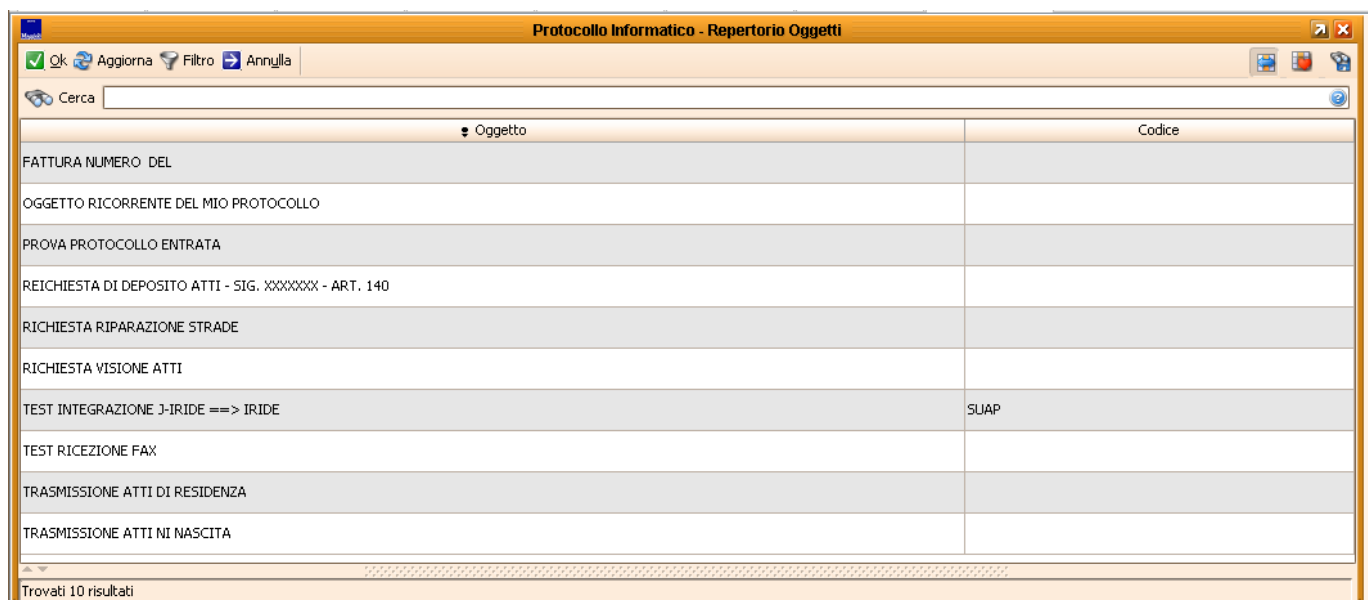 Protocollo Informatico - Repertorio Oggetti
Ok Aggiorna Filtro Annulla
Cerca
Oggetto Codice
FATTURA NUMERO DEL
OGGETTO RICORRENTE DEL MIO PROTOCOLLO
PROVA PROTOCOLLO ENTRATA
REICHIESTA DI DEPOSITO ATTI - SIG. XXXXXXX - ART. 140
RICHIESTA RIPARAZIONE STRADE
RICHIESTA VISIONE ATTI
TEST INTEGRAZIONE J-IRIDE ==> IRIDE SUAP
TEST RICEZIONE FAX
TRASMISSIONE ATTI DI RESIDENZA
TRASMISSIONE ATTI NI NASCITA
Trovati 10 risultati